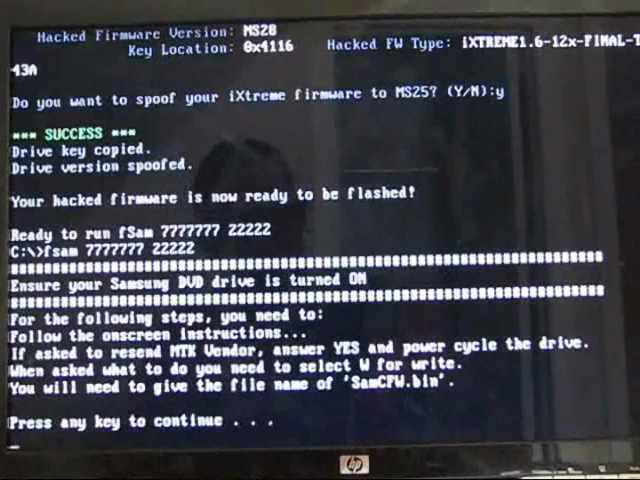 Hacked Firmware Version: MS28
Key Location: 0x4116 Hacked FW Type: iXTREME1.6-12x-FINAL-T
43A
Do you want to spoof your iXtreme firmware to MS25? (Y/N):y
*** SUCCESS ***
Drive key copied.
Drive version spoofed.
Your hacked firmware is now ready to be flashed!
Ready to run fSam 7777777 22222
C:\>fsam 7777777 22222
Ensure your Samsung DVD drive is turned ON
For the following steps, you need to:
Follow the onscreen instructions...
If asked to resend MTK Vendor, answer YES and power cycle the drive.
When asked what to do you need to select W for write.
You will need to give the file name of 'SamCFW.bin'.
Press any key to continue . . .
hp